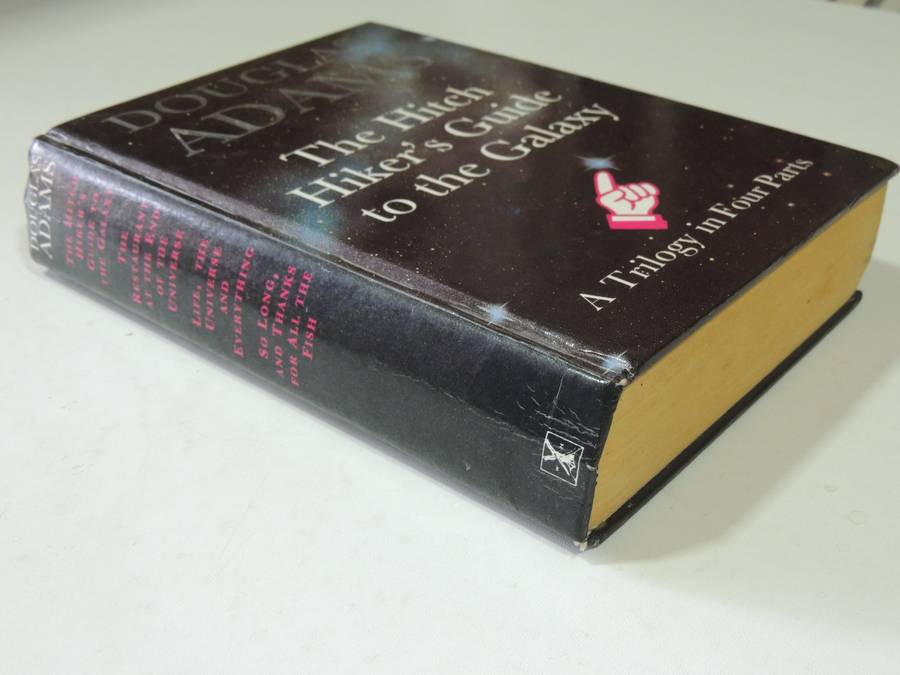 DOUGLAS
ADAMS
The Hitch
Hiker's Guide
to the Galaxy
A Trilogy in Four Parts
DOUGLAS
ADAMS
THE HITCH
HIKER'S
GUIDE TO
THE GALAXY
THE
RESTAURANT
AT THE END
OF THE
UNIVERSE
LIFE, THE
UNIVERSE
AND
EVERYTHING
SO LONG,
AND THANKS
FOR ALL THE
FISH